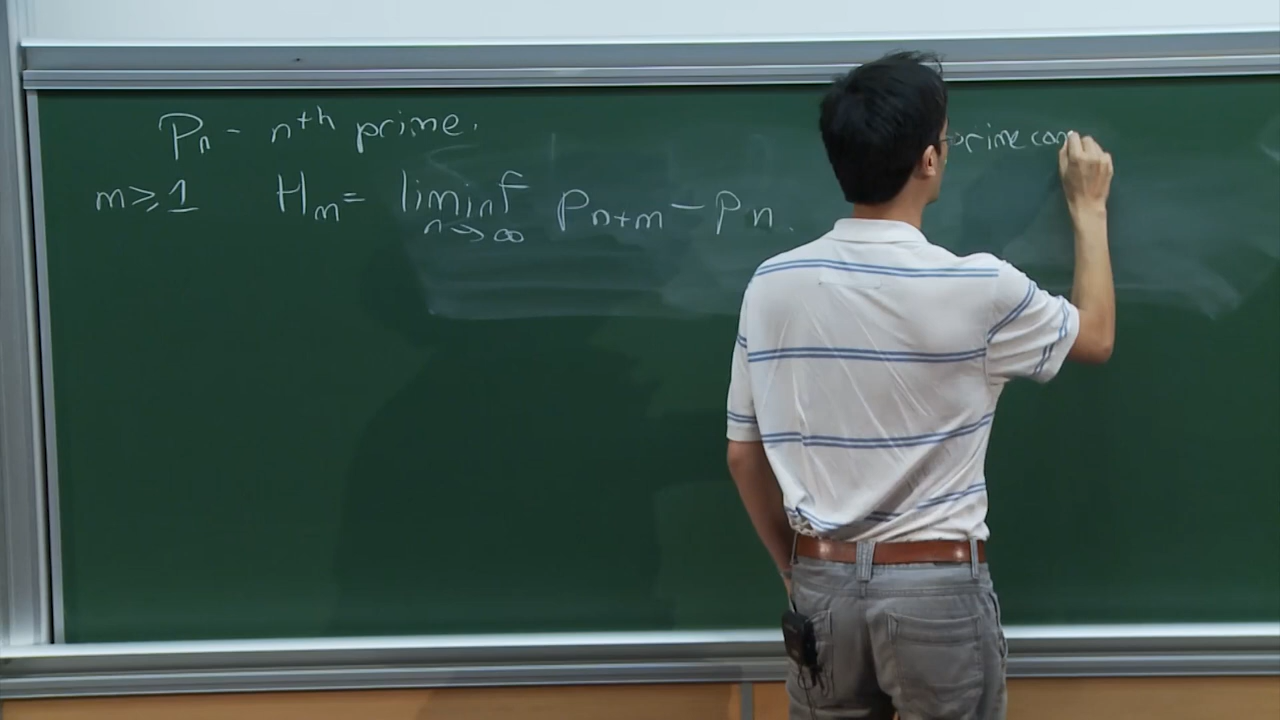 Pn - nth prime.
m ≥ 1 Hm = liminf n→∞ Pn+m - Pn.
prime con